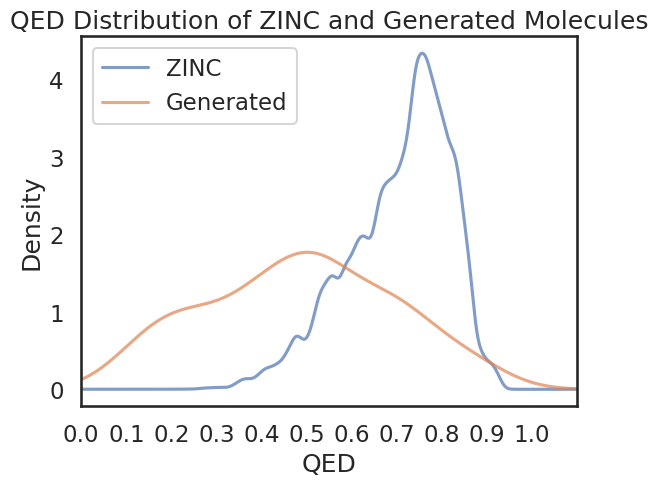 QED Distribution of ZINC and Generated Molecules
ZINC
Generated
Density
4
3
2
1
0
0.0 0.1 0.2 0.3 0.4 0.5 0.6 0.7 0.8 0.9 1.0
QED